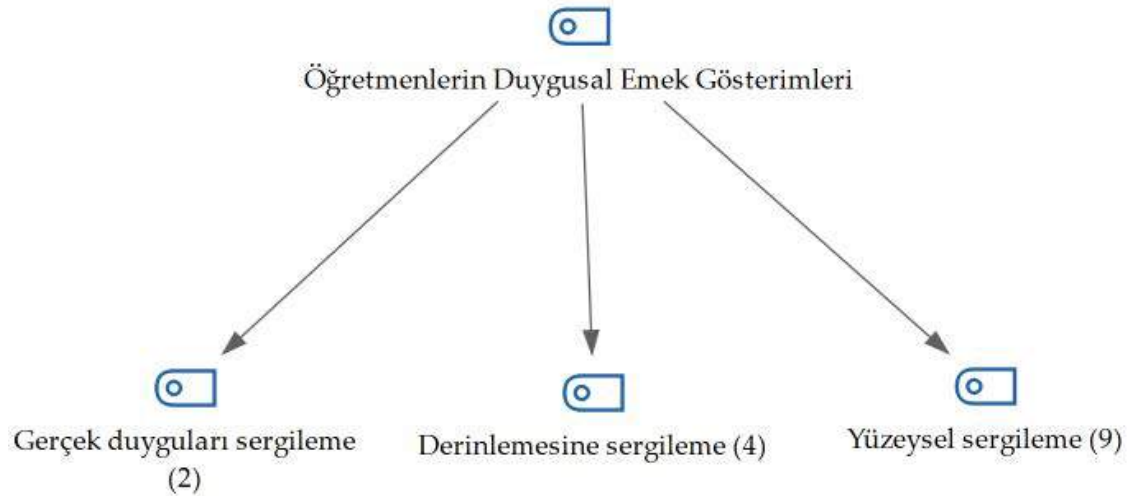 Öğretmenlerin Duygusal Emek Gösterimleri
Gerçek duyguları sergileme
(2)
Derinlemesine sergileme (4)
Yüzeysel sergileme (9)